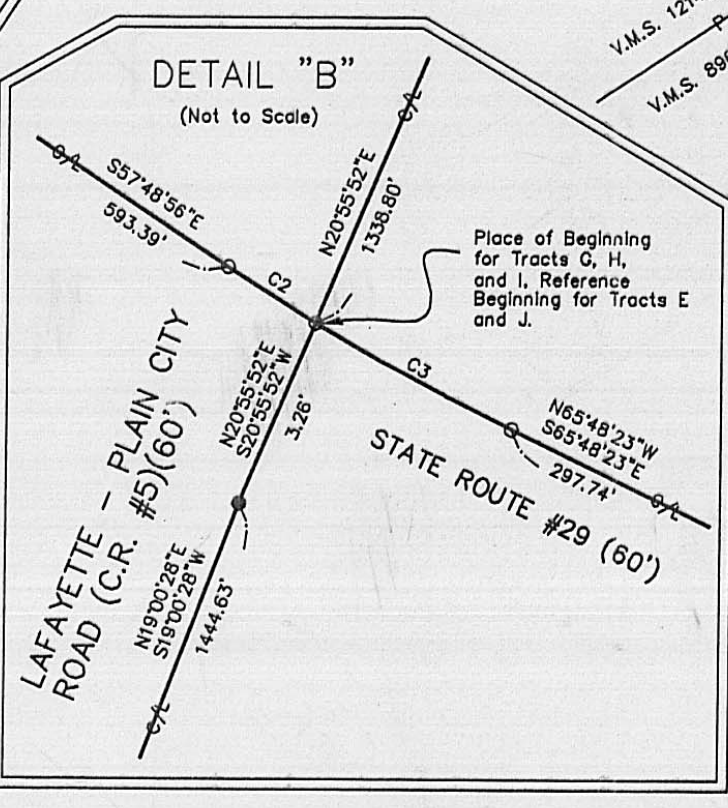 DETAIL "B"
(Not to Scale)
V.M.S. 121
P
V.M.S. 899
C/L
C/L
S57°48'56"E
593.39'
N20°55'52"E
1338.80'
C2
Place of Beginning
for Tracts G, H,
and I, Reference
Beginning for Tracts E
and J.
C3
N20°55'52"E
S20°55'52"W
3.26'
N65°48'23"W
S65°48'23"E
297.74'
C/L
STATE ROUTE #29 (60')
LAFAYETTE – PLAIN CITY
ROAD (C.R. #5)(60')
N19°00'28"E
S19°00'28"W
1444.63'
C/L